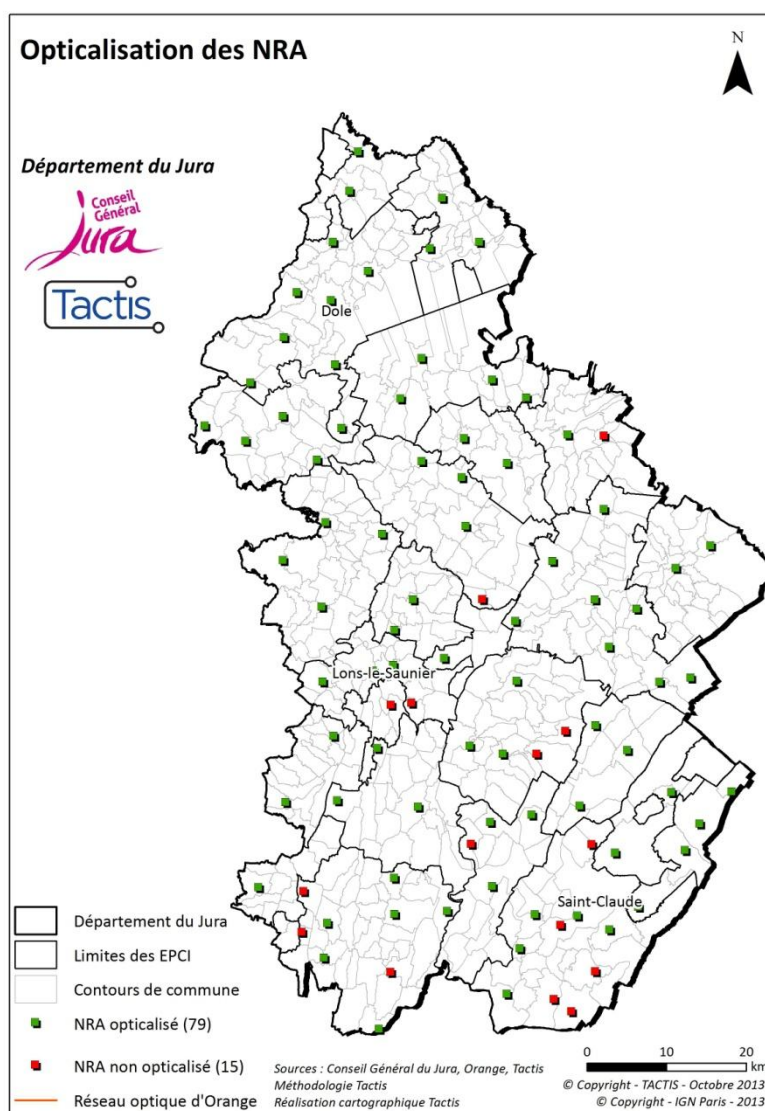 Opticalisation des NRA
N
Département du Jura
Conseil
Général
Jura
Tactis
Dole
Lons-le-Saunier
Saint-Claude
Département du Jura
Limites des EPCI
Contours de commune
NRA opticalisé (79)
NRA non opticalisé (15)
Réseau optique d'Orange
Sources : Conseil Général du Jura, Orange, Tactis
Méthodologie Tactis
Réalisation cartographique Tactis
0 10 20
km
© Copyright - TACTIS - Octobre 2013
© Copyright - IGN Paris - 2013